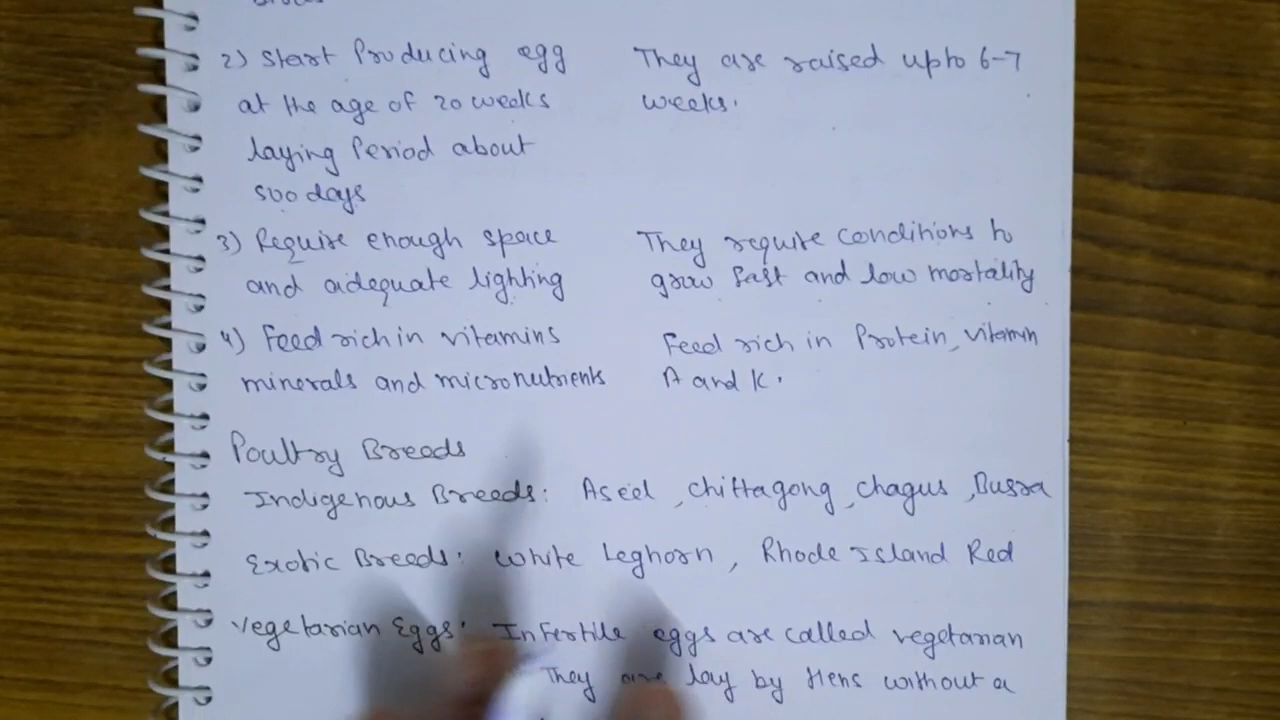 2) Start Producing egg They are raised upto 6-7
at the age of 20 weeks weeks.
laying Period about
500 days
3) Require enough space They require conditions to
and adequate lighting grow fast and low mortality
4) Feed rich in vitamins Feed rich in Protein, vitamin
minerals and micronutrients A and K.
Poultry Breeds
Indigenous Breeds: Aseel, chittagong, chagus, Bussa
Exotic Breeds: White Leghorn, Rhode Island Red
Vegetarian Eggs: Infertile eggs are called vegetarian
They are lay by Hens without a